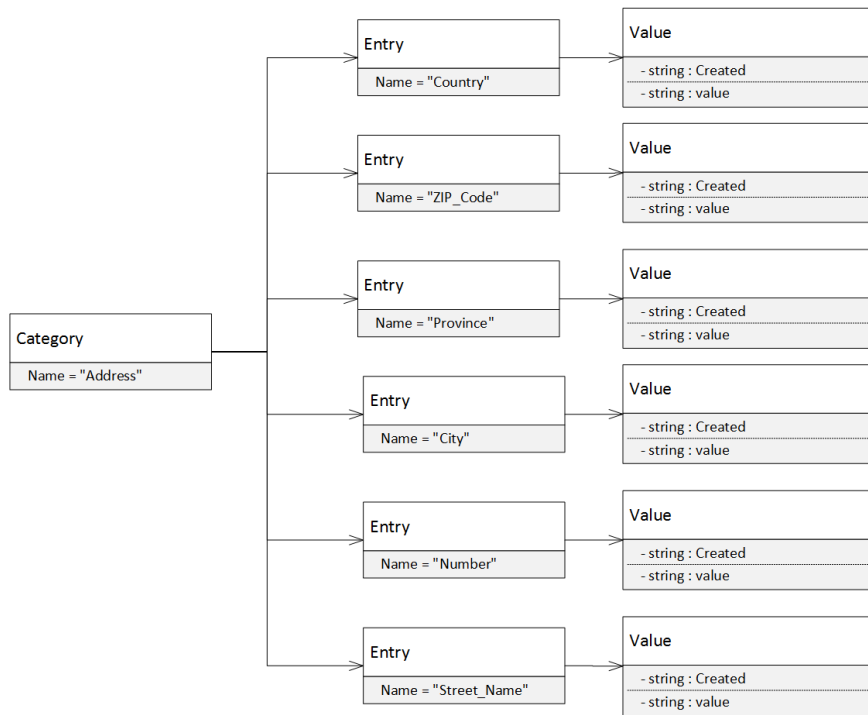 Category
Name = "Address"
Entry
Name = "Country"
Value
- string : Created
- string : value
Entry
Name = "ZIP_Code"
Value
- string : Created
- string : value
Entry
Name = "Province"
Value
- string : Created
- string : value
Entry
Name = "City"
Value
- string : Created
- string : value
Entry
Name = "Number"
Value
- string : Created
- string : value
Entry
Name = "Street_Name"
Value
- string : Created
- string : value